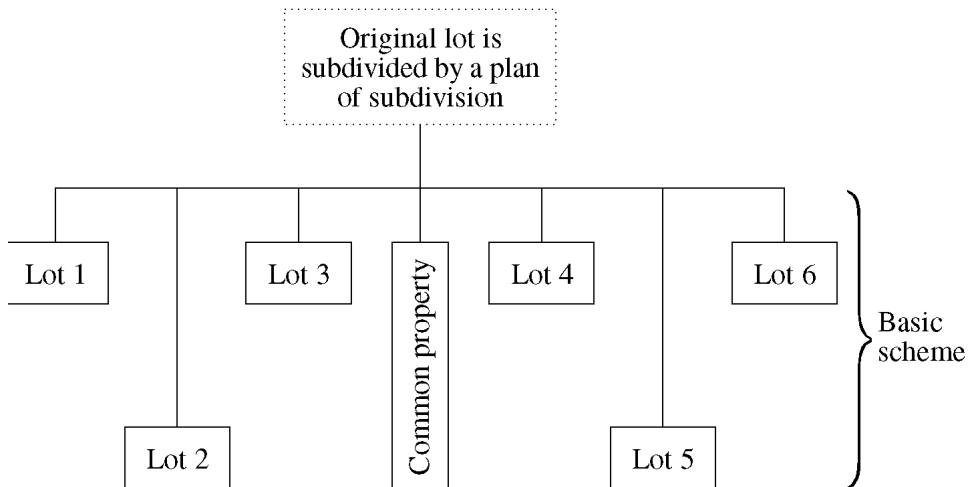 Original lot is
subdivided by a plan
of subdivision
Lot 1
Lot 3
Common property
Lot 4
Lot 6
Basic
scheme
Lot 2
Lot 5